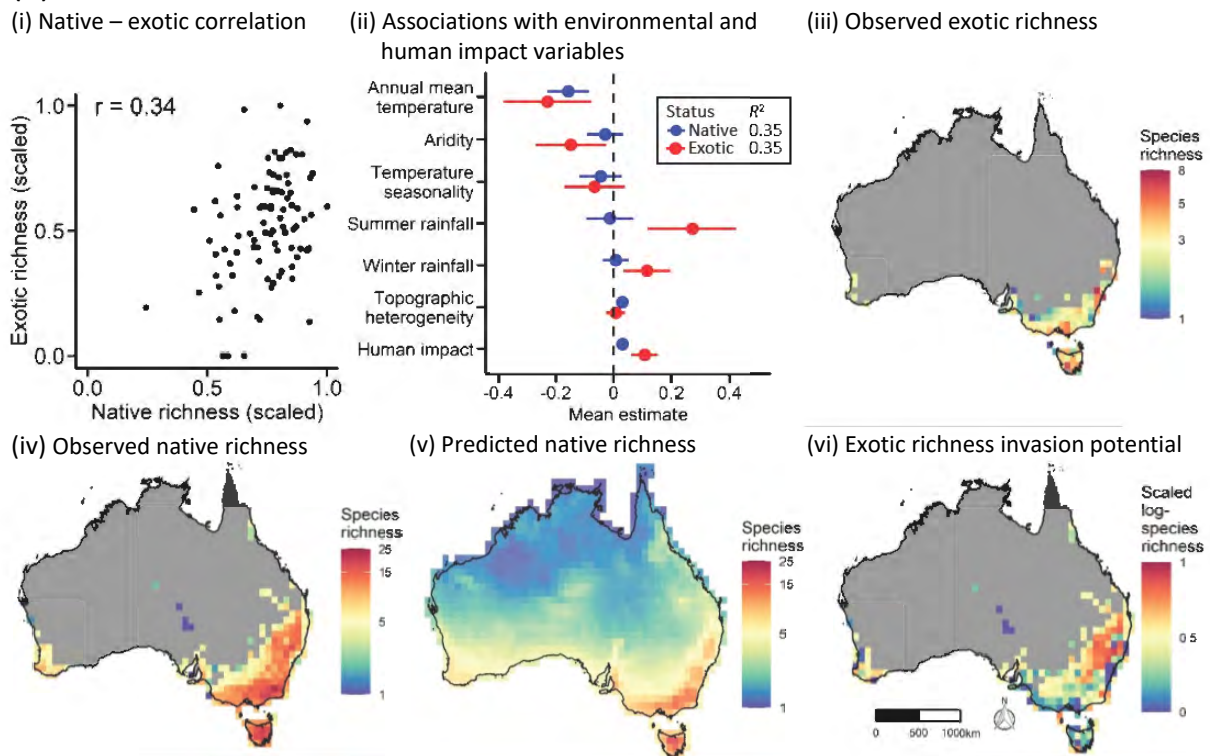 (i) Native – exotic correlation
r = 0.34
Exotic richness (scaled)
1.0
0.5
0.0
0.0
0.5
1.0
Native richness (scaled)
(ii) Associations with environmental and
human impact variables
Annual mean
temperature
Aridity
Temperature
seasonality
Summer rainfall
Winter rainfall
Topographic
heterogeneity
Human impact
Status R²
Native 0.35
Exotic 0.35
-0.4
-0.2
0
0.2
0.4
Mean estimate
(iii) Observed exotic richness
Species
richness
8
5
3
1
(iv) Observed native richness
Species
richness
25
15
5
1
(v) Predicted native richness
Species
richness
25
15
5
1
(vi) Exotic richness invasion potential
Scaled
log-
species
richness
1
0.5
0
N
0 500 1000km